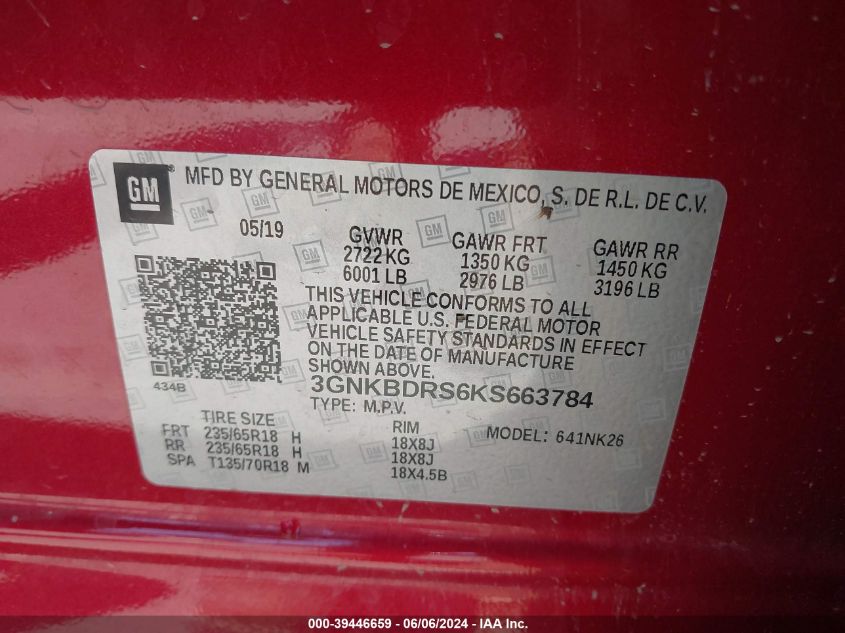 GM MFD BY GENERAL MOTORS DE MEXICO, S. DE R.L. DE C.V.
05/19 GVWR GAWR FRT GAWR RR
2722 KG 1350 KG 1450 KG
6001 LB 2976 LB 3196 LB
THIS VEHICLE CONFORMS TO ALL
APPLICABLE U.S. FEDERAL MOTOR
VEHICLE SAFETY STANDARDS IN EFFECT
ON THE DATE OF MANUFACTURE
SHOWN ABOVE.
434B
3GNKBDRS6KS663784
TYPE: M.P.V.
TIRE SIZE RIM MODEL: 641NK26
FRT 235/65R18 H 18X8J
RR 235/65R18 H 18X8J
SPA T135/70R18 M 18X4.5B
000-39446659 - 06/06/2024 - IAA Inc.